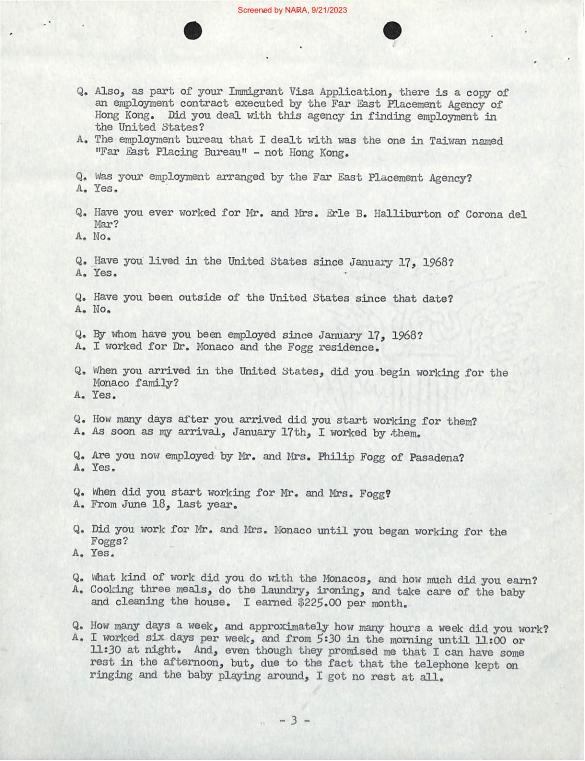 Screened by NARA, 9/21/2023
Q. Also, as part of your Immigrant Visa Application, there is a copy of
an employment contract executed by the Far East Placement Agency of
Hong Kong. Did you deal with this agency in finding employment in
the United States?
A. The employment bureau that I dealt with was the one in Taiwan named
"Far East Placing Bureau" - not Hong Kong.
Q. Was your employment arranged by the Far East Placement Agency?
A. Yes.
Q. Have you ever worked for Mr. and Mrs. Erle B. Halliburton of Corona del
Mar?
A. No.
Q. Have you lived in the United States since January 17, 1968?
A. Yes.
Q. Have you been outside of the United States since that date?
A. No.
Q. By whom have you been employed since January 17, 1968?
A. I worked for Dr. Monaco and the Fogg residence.
Q. When you arrived in the United States, did you begin working for the
Monaco family?
A. Yes.
Q. How many days after you arrived did you start working for them?
A. As soon as my arrival, January 17th, I worked by them.
Q. Are you now employed by Mr. and Mrs. Philip Fogg of Pasadena?
A. Yes.
Q. When did you start working for Mr. and Mrs. Fogg?
A. From June 18, last year.
Q. Did you work for Mr. and Mrs. Monaco until you began working for the
Foggs?
A. Yes.
Q. What kind of work did you do with the Monacos, and how much did you earn?
A. Cooking three meals, do the laundry, ironing, and take care of the baby
and cleaning the house. I earned $225.00 per month.
Q. How many days a week, and approximately how many hours a week did you work?
A. I worked six days per week, and from 5:30 in the morning until 11:00 or
11:30 at night. And, even though they promised me that I can have some
rest in the afternoon, but, due to the fact that the telephone kept on
ringing and the baby playing around, I got no rest at all.
- 3 -